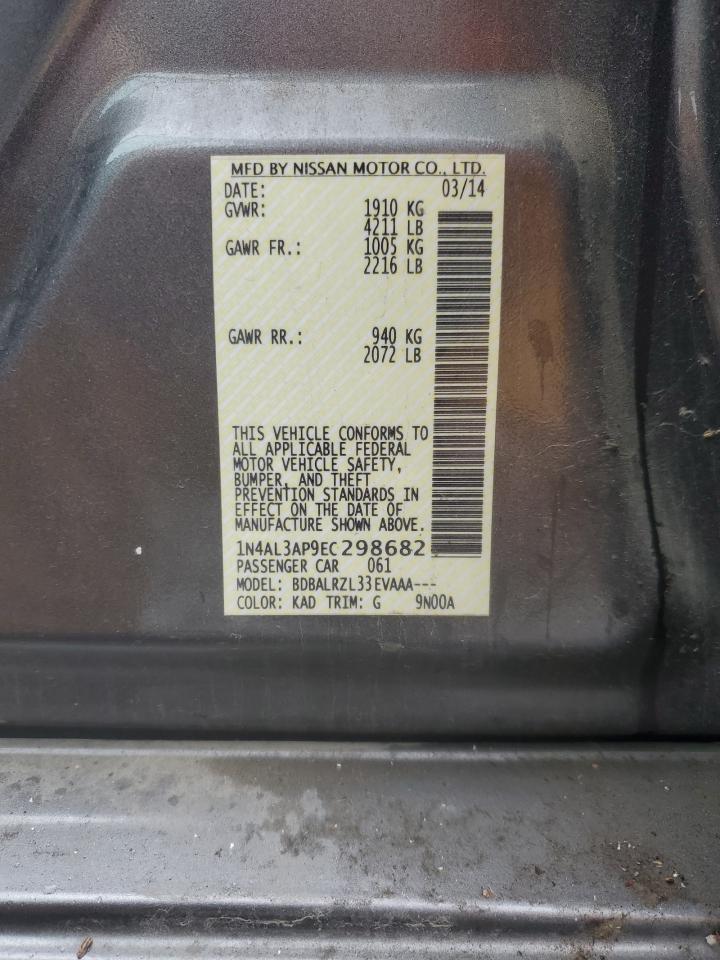 MFD BY NISSAN MOTOR CO., LTD.
DATE: 03/14
GVWR: 1910 KG
4211 LB
GAWR FR.: 1005 KG
2216 LB
GAWR RR.: 940 KG
2072 LB
THIS VEHICLE CONFORMS TO
ALL APPLICABLE FEDERAL
MOTOR VEHICLE SAFETY,
BUMPER, AND THEFT
PREVENTION STANDARDS IN
EFFECT ON THE DATE OF
MANUFACTURE SHOWN ABOVE.
1N4AL3AP9EC298682
PASSENGER CAR 061
MODEL: BDBALRZL33EVAAA---
COLOR: KAD TRIM: G 9N00A